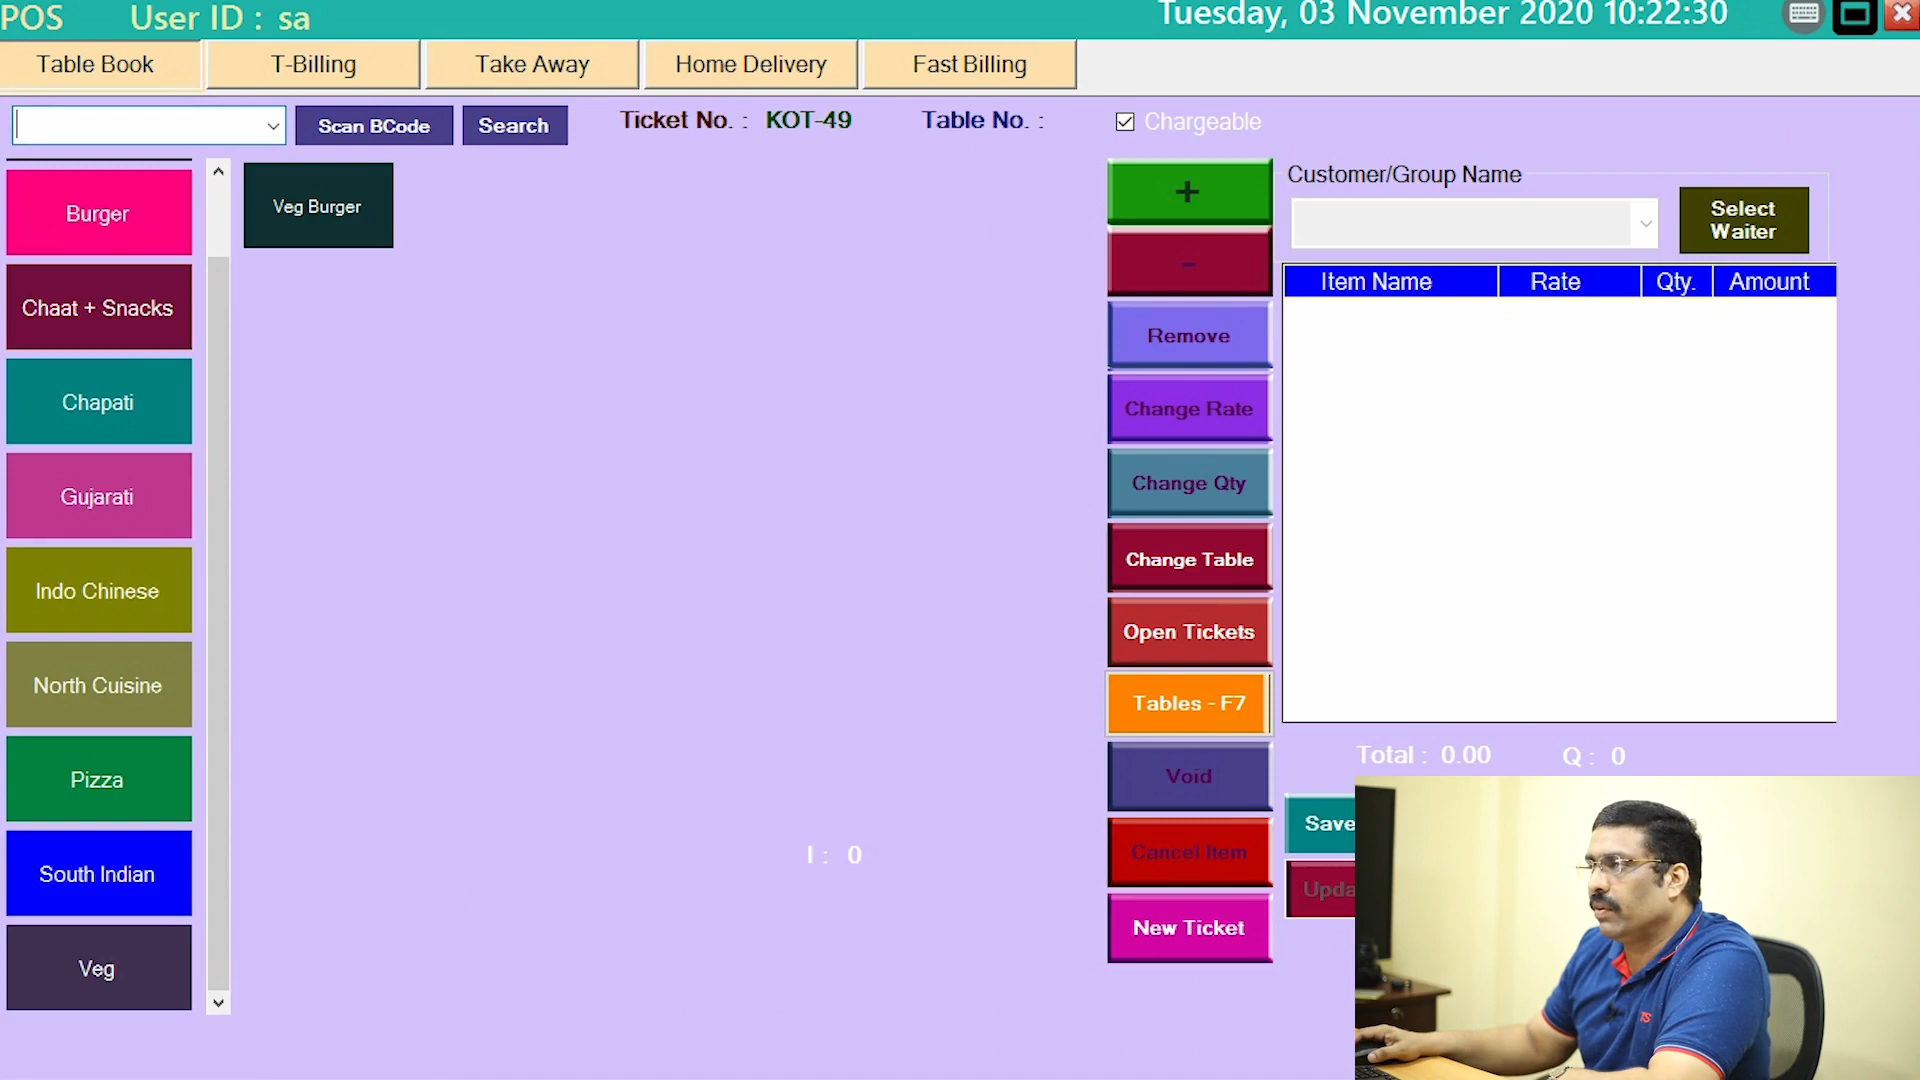 POS
User ID : sa
Tuesday, 03 November 2020 10:22:30
Table Book
T-Billing
Take Away
Home Delivery
Fast Billing
Scan BCode
Search
Ticket No. : KOT-49
Table No. :
Chargeable
Burger
Chaat + Snacks
Chapati
Gujarati
Indo Chinese
North Cuisine
Pizza
South Indian
Veg
Veg Burger
I : 0
+
-
Remove
Change Rate
Change Qty
Change Table
Open Tickets
Tables - F7
Void
Cancel Item
New Ticket
Customer/Group Name
Select
Waiter
Item Name
Rate
Qty.
Amount
Total : 0.00
Q : 0
Save
Upda
TS